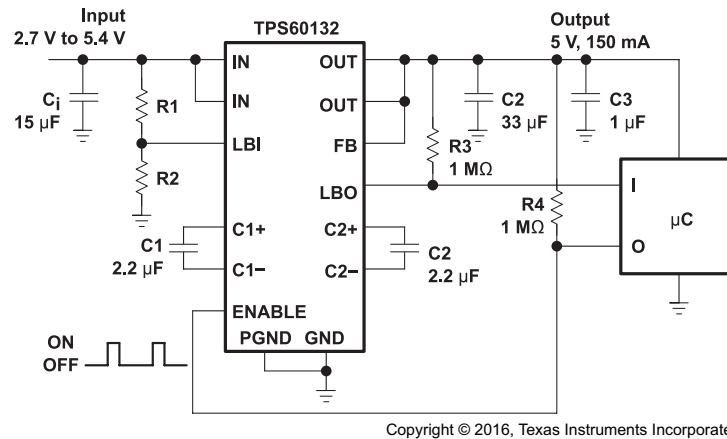 TPS60132
Input
2.7 V to 5.4 V
Output
5 V, 150 mA
IN
OUT
IN
OUT
Ci
15 µF
R1
C2
33 µF
C3
1 µF
LBI
FB
R3
1 MΩ
R2
LBO
I
R4
1 MΩ
µC
C1+
C2+
C1
2.2 µF
C2
2.2 µF
O
C1–
C2–
ENABLE
PGND
GND
ON
OFF
Copyright © 2016, Texas Instruments Incorporate